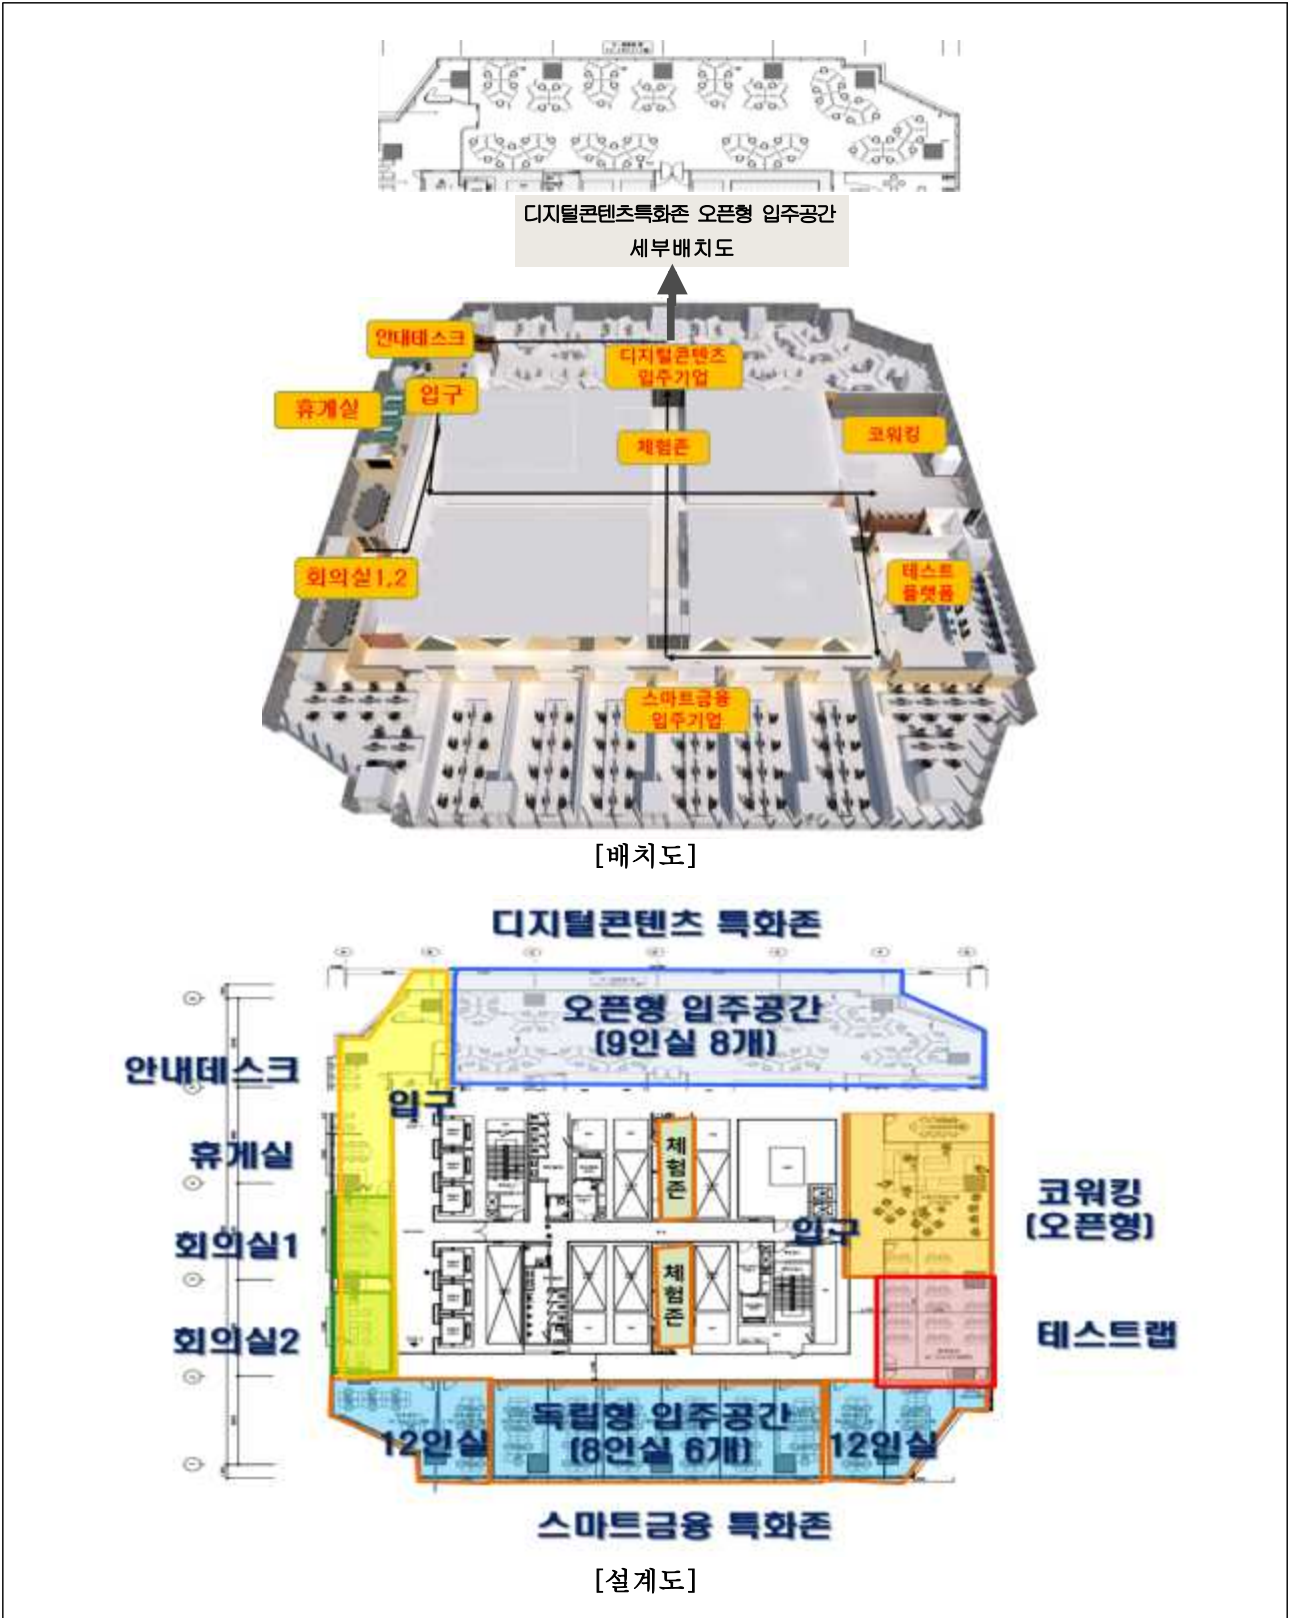 디지털콘텐츠특화존 오픈형 입주공간
세부배치도
안내데스크
디지털콘텐츠
입주기업
입구
휴게실
체험존
코워킹
회의실1,2
테스트
플랫폼
스마트금융
입주기업
[배치도]
디지털콘텐츠 특화존
오픈형 입주공간
(9인실 8개)
안내데스크
입구
휴게실
체험존
코워킹
(오픈형)
입구
회의실1
체험존
회의실2
테스트랩
독립형 입주공간
(8인실 6개)
12인실
12인실
스마트금융 특화존
[설계도]